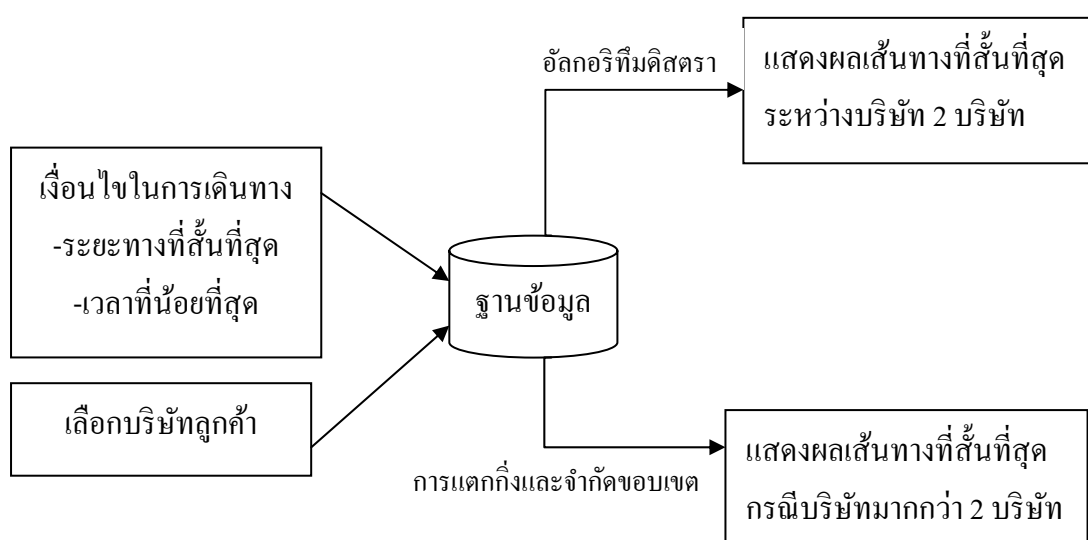 อัลกอริทึมดิสตรา
แสดงผลเส้นทางที่สั้นที่สุด
ระหว่างบริษัท 2 บริษัท
เงื่อนไขในการเดินทาง
-ระยะทางที่สั้นที่สุด
-เวลาที่น้อยที่สุด
ฐานข้อมูล
เลือกบริษัทลูกค้า
การแตกกิ่งและจำกัดขอบเขต
แสดงผลเส้นทางที่สั้นที่สุด
กรณีบริษัทมากกว่า 2 บริษัท